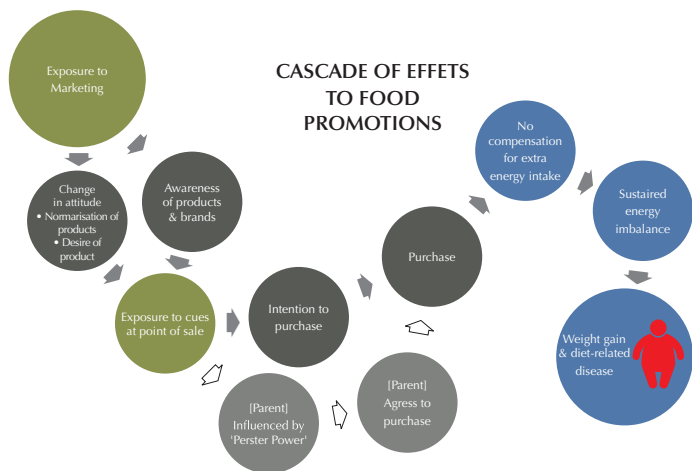 CASCADE OF EFFETS
TO FOOD
PROMOTIONS
Exposure to
Marketing
Change
in attitude
• Normarisation of
products
• Desire of
product
Awareness
of products
& brands
Exposure to cues
at point of sale
Intention to
purchase
[Parent]
Influenced by
'Perster Power'
[Parent]
Agress to
purchase
Purchase
No
compensation
for extra
energy intake
Sustaired
energy
imbalance
Weight gain
& diet-related
disease